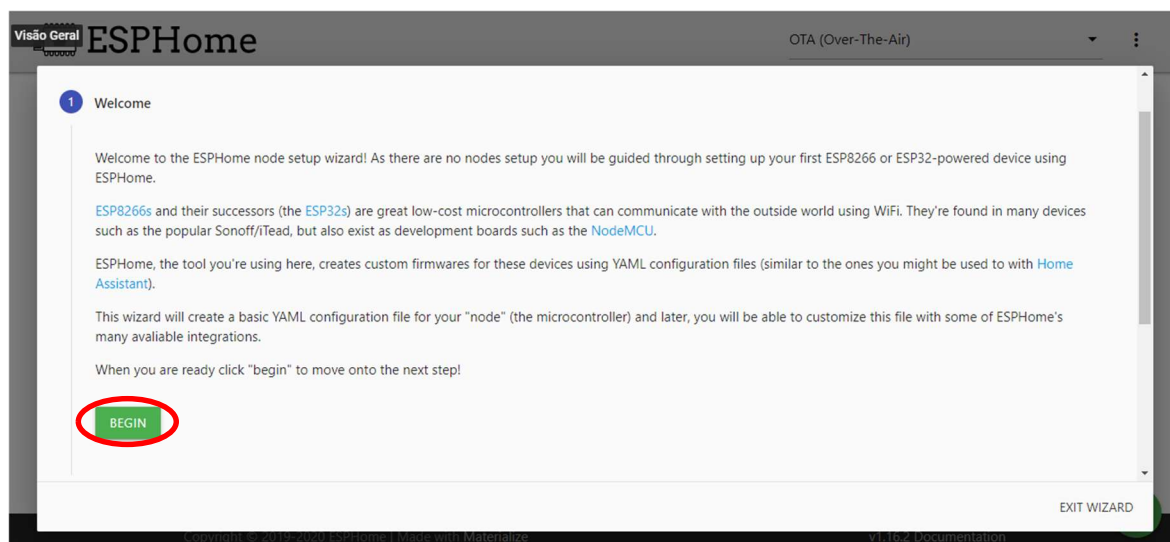 Visão Geral
ESPHome
OTA (Over-The-Air)
1 Welcome
Welcome to the ESPHome node setup wizard! As there are no nodes setup you will be guided through setting up your first ESP8266 or ESP32-powered device using
ESPHome.
ESP8266s and their successors (the ESP32s) are great low-cost microcontrollers that can communicate with the outside world using WiFi. They're found in many devices
such as the popular Sonoff/iTead, but also exist as development boards such as the NodeMCU.
ESPHome, the tool you're using here, creates custom firmwares for these devices using YAML configuration files (similar to the ones you might be used to with Home
Assistant).
This wizard will create a basic YAML configuration file for your "node" (the microcontroller) and later, you will be able to customize this file with some of ESPHome's
many avaliable integrations.
When you are ready click "begin" to move onto the next step!
BEGIN
EXIT WIZARD
Copyright © 2019-2020 ESPHome | Made with Materialize
v1.16.2 Documentation